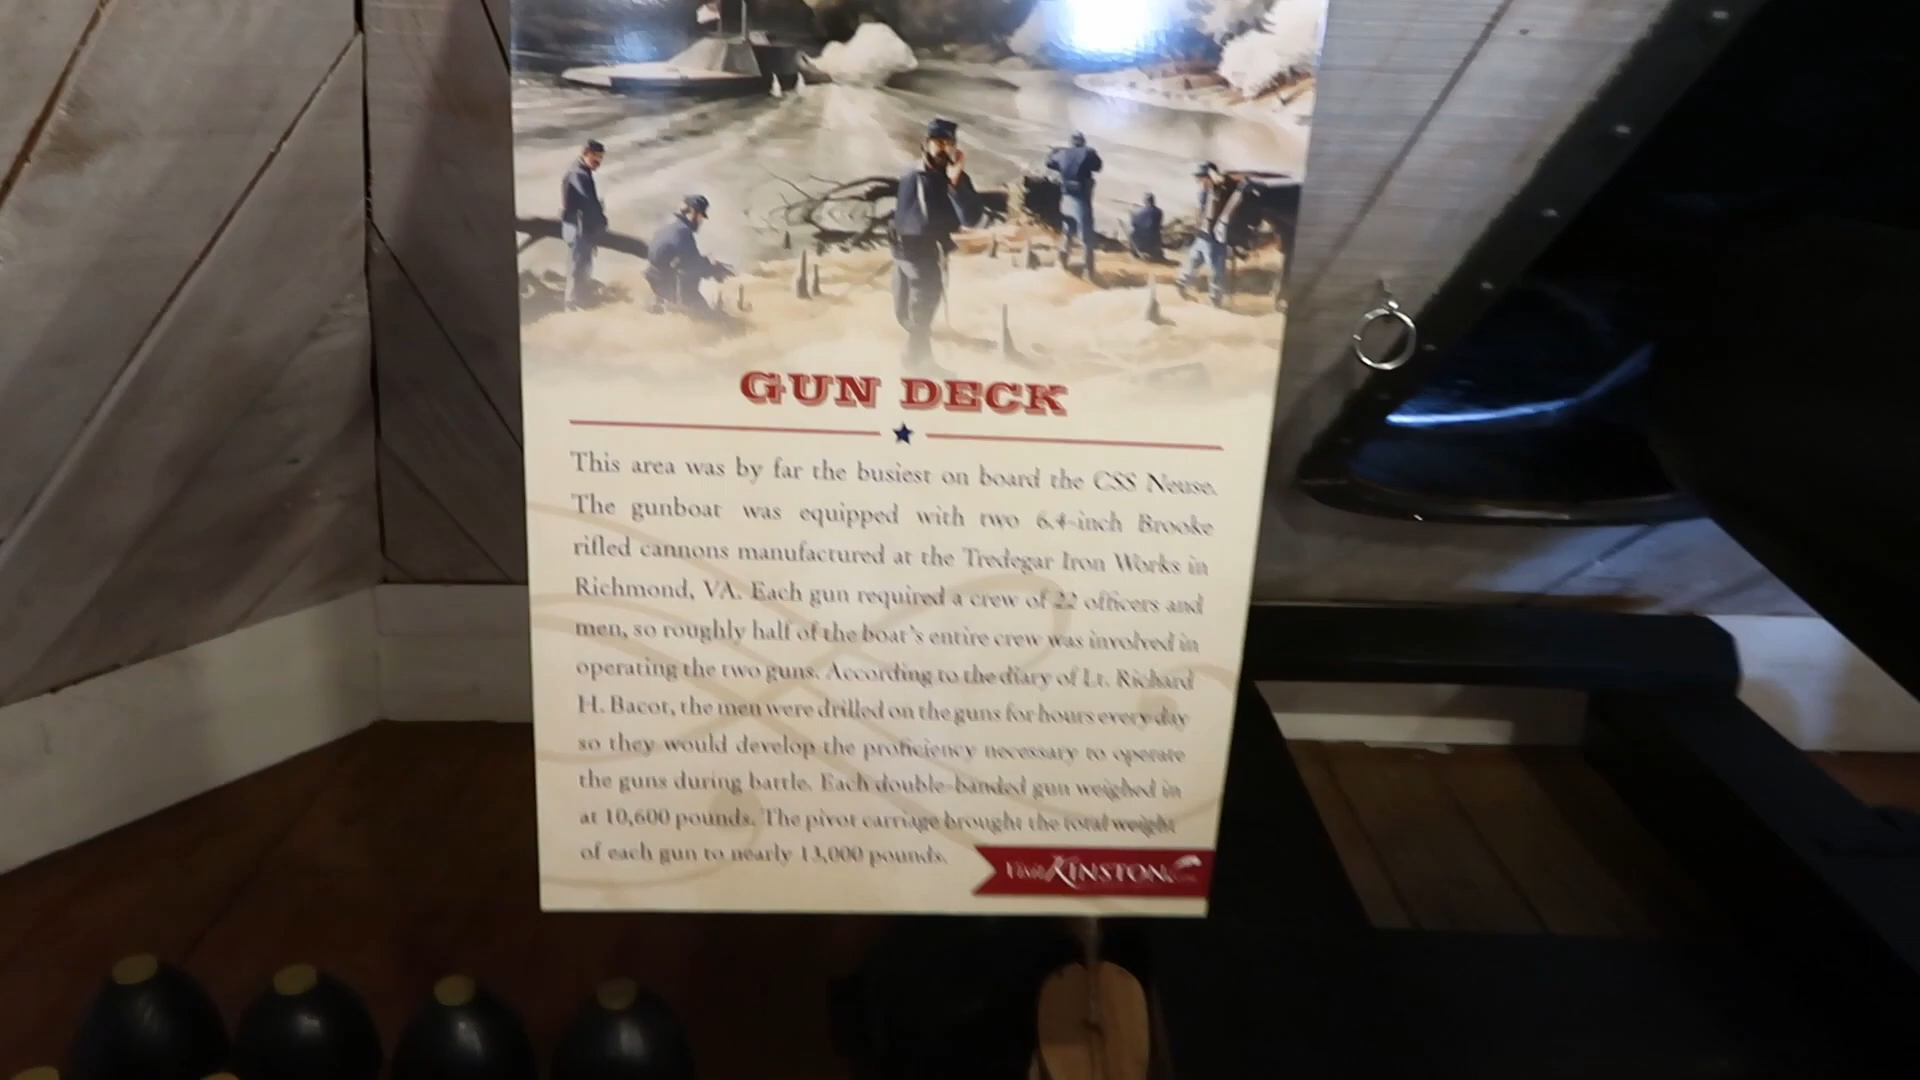 GUN DECK
This area was by far the busiest on board the CSS Neuse.
The gunboat was equipped with two 6.4-inch Brooke
rifled cannons manufactured at the Tredegar Iron Works in
Richmond, VA. Each gun required a crew of 22 officers and
men, so roughly half of the boat's entire crew was involved in
operating the two guns. According to the diary of Lt. Richard
H. Bacot, the men were drilled on the guns for hours every day
so they would develop the proficiency necessary to operate
the guns during battle. Each double-banded gun weighed in
at 10,600 pounds. The pivot carriage brought the total weight
of each gun to nearly 13,000 pounds.
Visit KINSTON